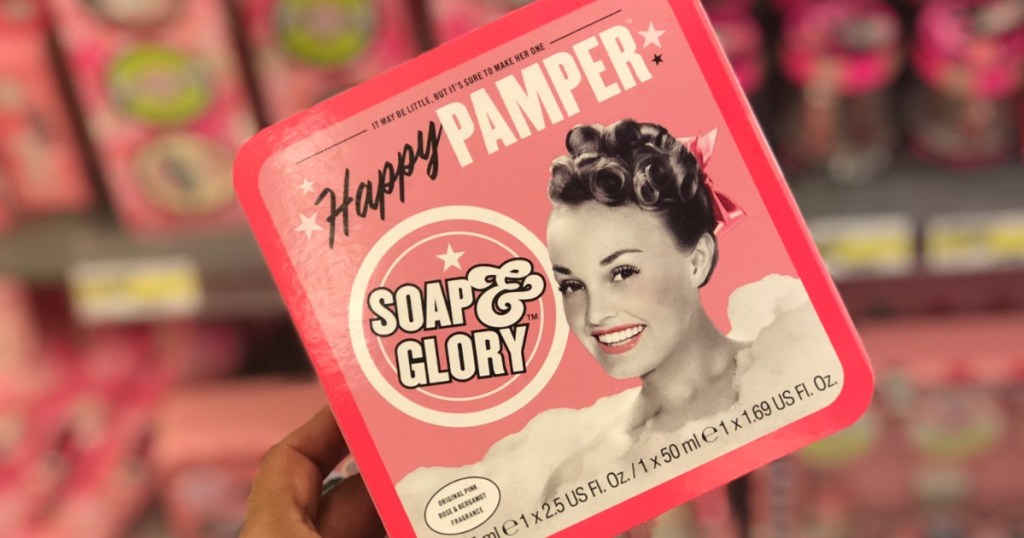 IT MAY BE LITTLE, BUT IT'S SURE TO MAKE HER ONE
Happy PAMPER
SOAP &
GLORY™
ORIGINAL PINK
ROSE & BERGAMOT
FRAGRANCE
ml e 1 x 2.5 US Fl. Oz. / 1 x 50 ml e 1 x 1.69 US Fl. Oz.